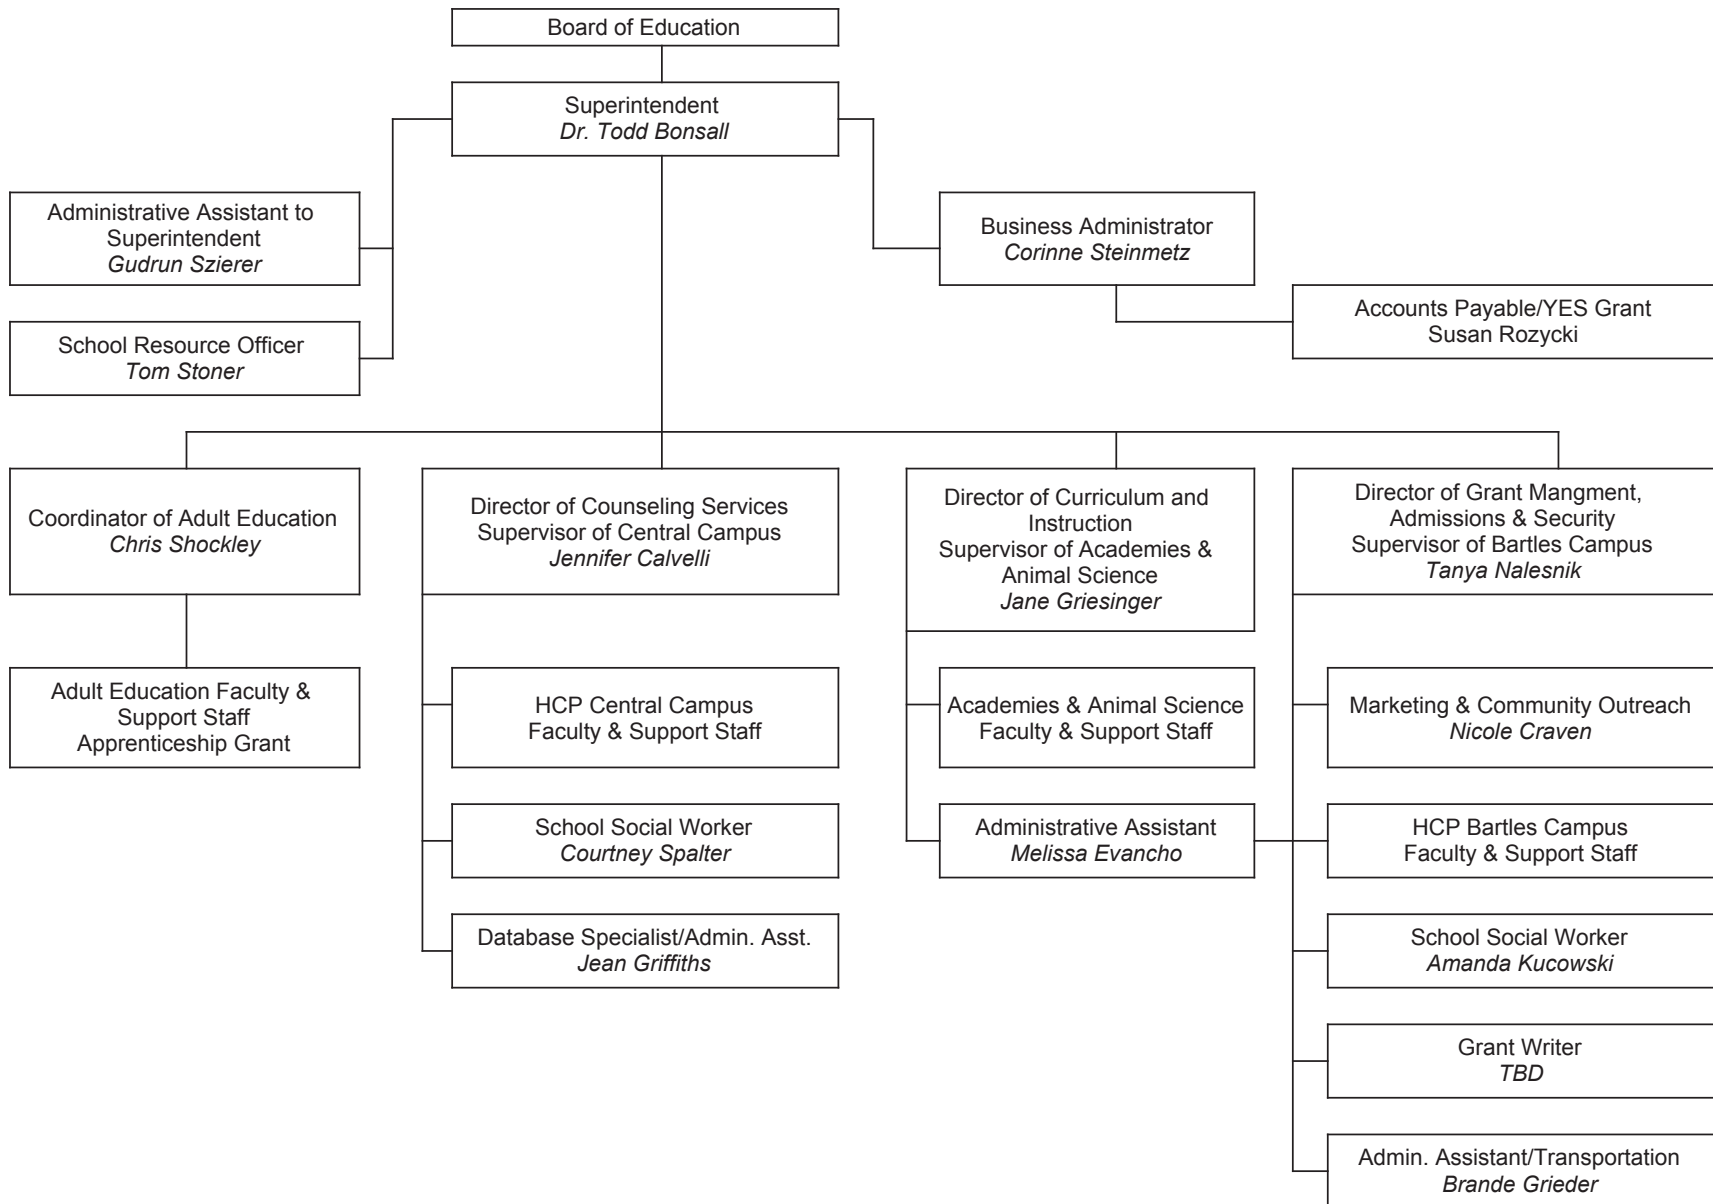 Board of Education
Superintendent
Dr. Todd Bonsall
Administrative Assistant to
Superintendent
Gudrun Szierer
Business Administrator
Corinne Steinmetz
Accounts Payable/YES Grant
Susan Rozycki
School Resource Officer
Tom Stoner
Coordinator of Adult Education
Chris Shockley
Director of Counseling Services
Supervisor of Central Campus
Jennifer Calvelli
Director of Curriculum and
Instruction
Supervisor of Academies &
Animal Science
Jane Griesinger
Director of Grant Mangment,
Admissions & Security
Supervisor of Bartles Campus
Tanya Nalesnik
Adult Education Faculty &
Support Staff
Apprenticeship Grant
HCP Central Campus
Faculty & Support Staff
Academies & Animal Science
Faculty & Support Staff
Marketing & Community Outreach
Nicole Craven
School Social Worker
Courtney Spalter
Administrative Assistant
Melissa Evancho
HCP Bartles Campus
Faculty & Support Staff
Database Specialist/Admin. Asst.
Jean Griffiths
School Social Worker
Amanda Kucowski
Grant Writer
TBD
Admin. Assistant/Transportation
Brande Grieder